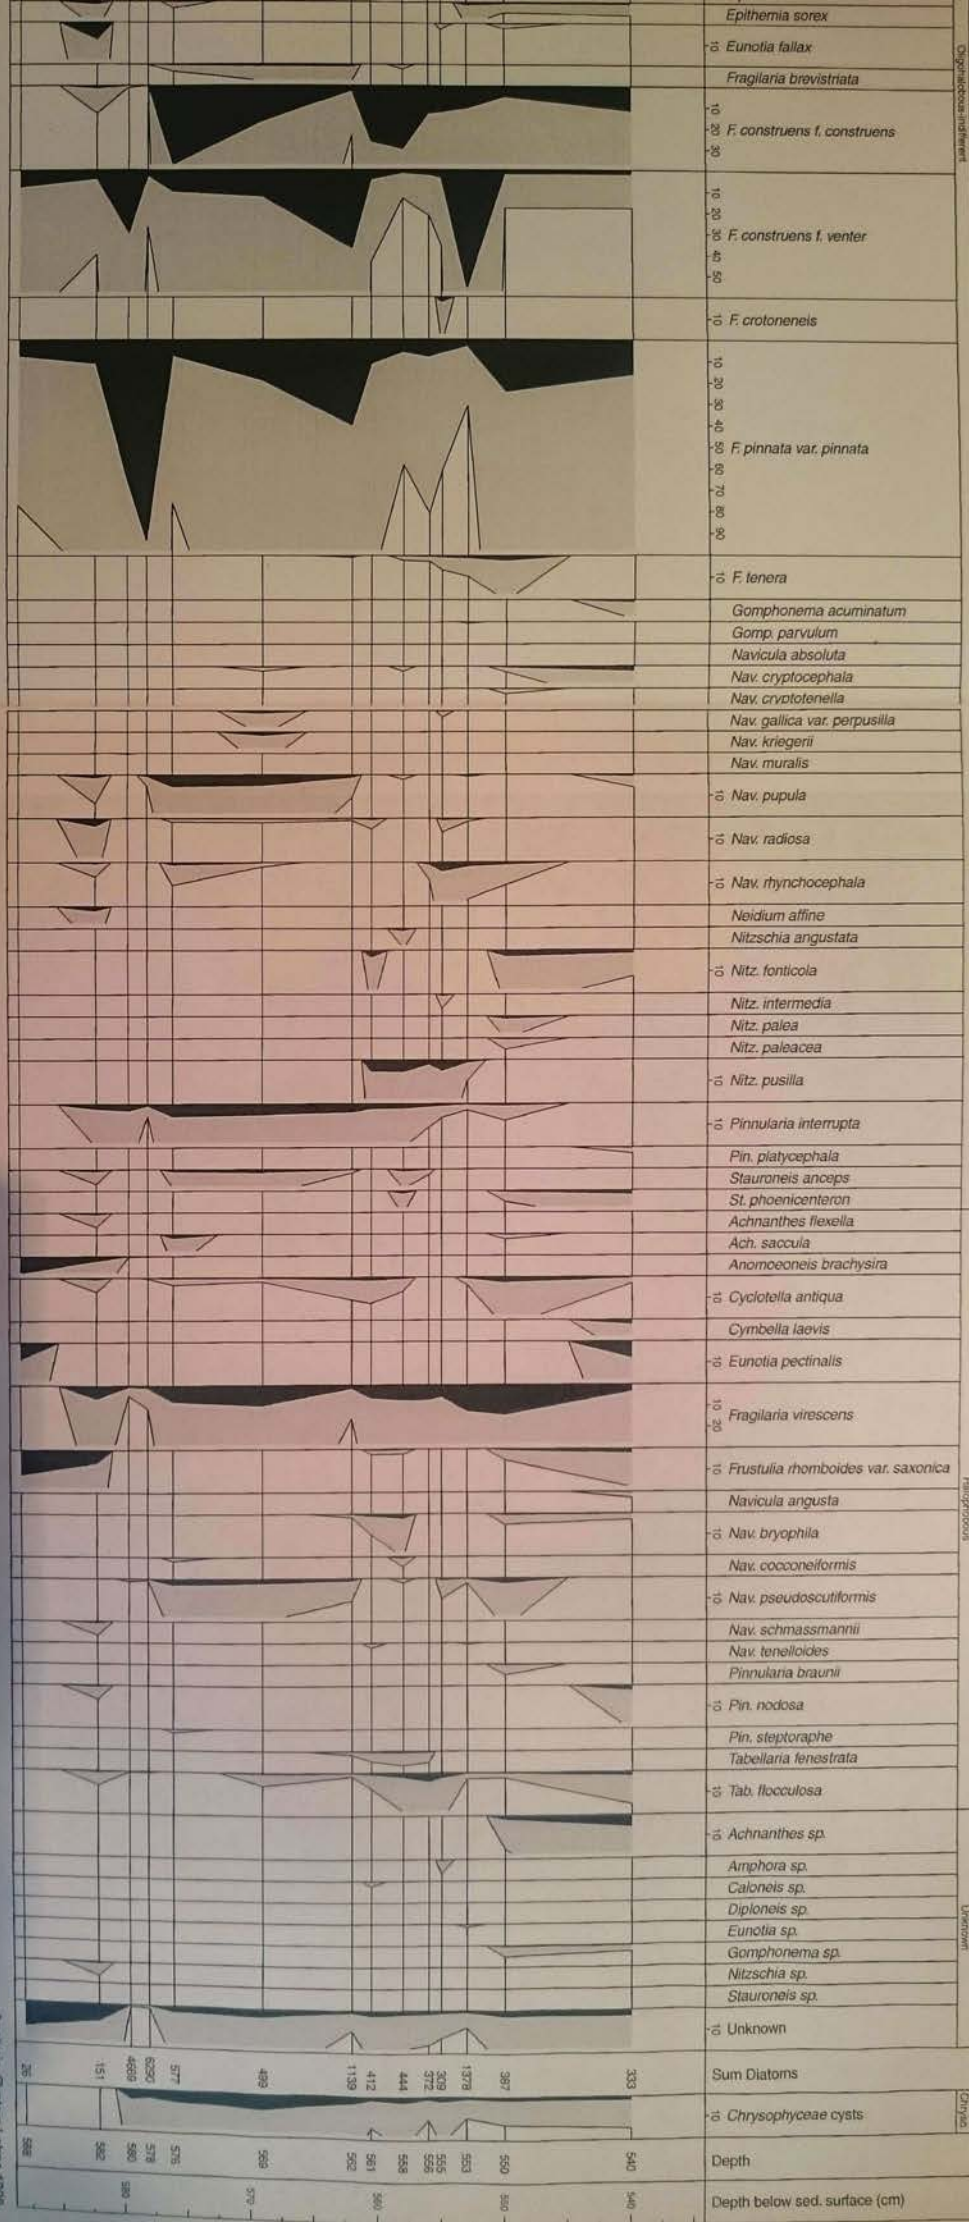 Oligohalobous-indifferent
Epithemia sorex
10 Eunotia fallax
Fragilaria brevistriata
10 20 30 F. construens f. construens
10 20 30 40 50 F. construens f. venter
10 F. crotoneneis
10 20 30 40 50 60 70 80 90 F. pinnata var. pinnata
10 F. tenera
Gomphonema acuminatum
Gomp. parvulum
Navicula absoluta
Nav. cryptocephala
Nav. cryptotenella
Nav. gallica var. perpusilla
Nav. kriegerii
Nav. muralis
10 Nav. pupula
10 Nav. radiosa
10 Nav. rhynchocephala
Neidium affine
Nitzschia angustata
10 Nitz. fonticola
Nitz. intermedia
Nitz. palea
Nitz. paleacea
10 Nitz. pusilla
10 Pinnularia interrupta
Pin. platycephala
Stauroneis anceps
St. phoenicenteron
Achnanthes flexella
Ach. saccula
Anomoeoneis brachysira
10 Cyclotella antiqua
Cymbella laevis
10 Eunotia pectinalis
10 20 Fragilaria virescens
Halophobous
10 Frustulia rhomboides var. saxonica
Navicula angusta
10 Nav. bryophila
Nav. cocconeiformis
10 Nav. pseudoscutiformis
Nav. schmassmannii
Nav. tenelloides
Pinnularia braunii
10 Pin. nodosa
Pin. steptoraphe
Tabellaria fenestrata
10 Tab. flocculosa
Unknown
10 Achnanthes sp.
Amphora sp.
Caloneis sp.
Diploneis sp.
Eunotia sp.
Gomphonema sp.
Nitzschia sp.
Stauroneis sp.
10 Unknown
26 151 4669 6290 577 499 1139 412 444 372 309 1378 387 333 Sum Diatoms
Chryso.
10 Chrysophyceae cysts
588 582 580 578 576 569 562 561 558 556 555 553 550 540 Depth
580 570 560 550 540 Depth below sed. surface (cm)